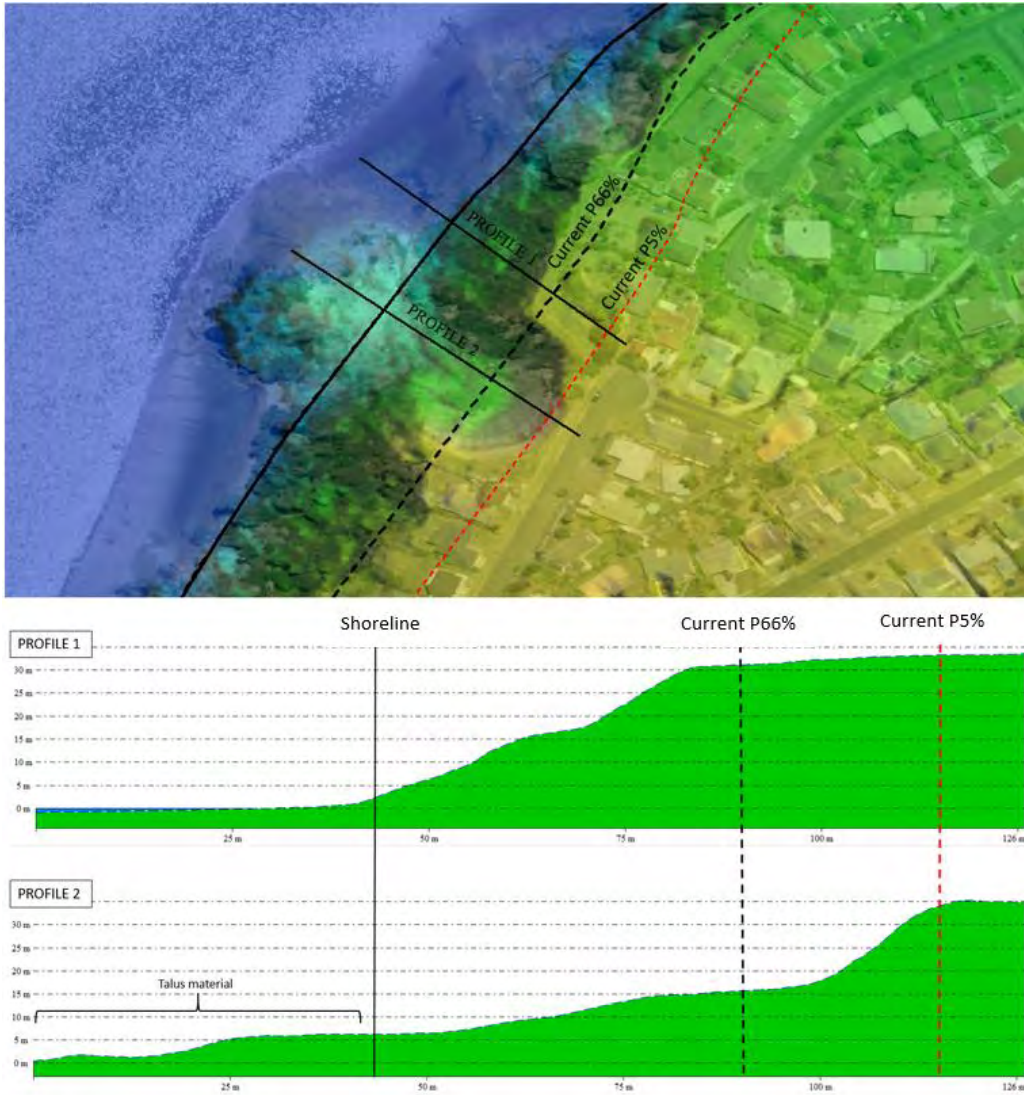 PROFILE 1
Current P66%
Current P5%
PROFILE 2
Shoreline
Current P66%
Current P5%
PROFILE 1
30 m
25 m
20 m
15 m
10 m
5 m
0 m
25 m
50 m
75 m
100 m
126 m
PROFILE 2
30 m
25 m
20 m
15 m
10 m
5 m
0 m
Talus material
25 m
50 m
75 m
100 m
126 m